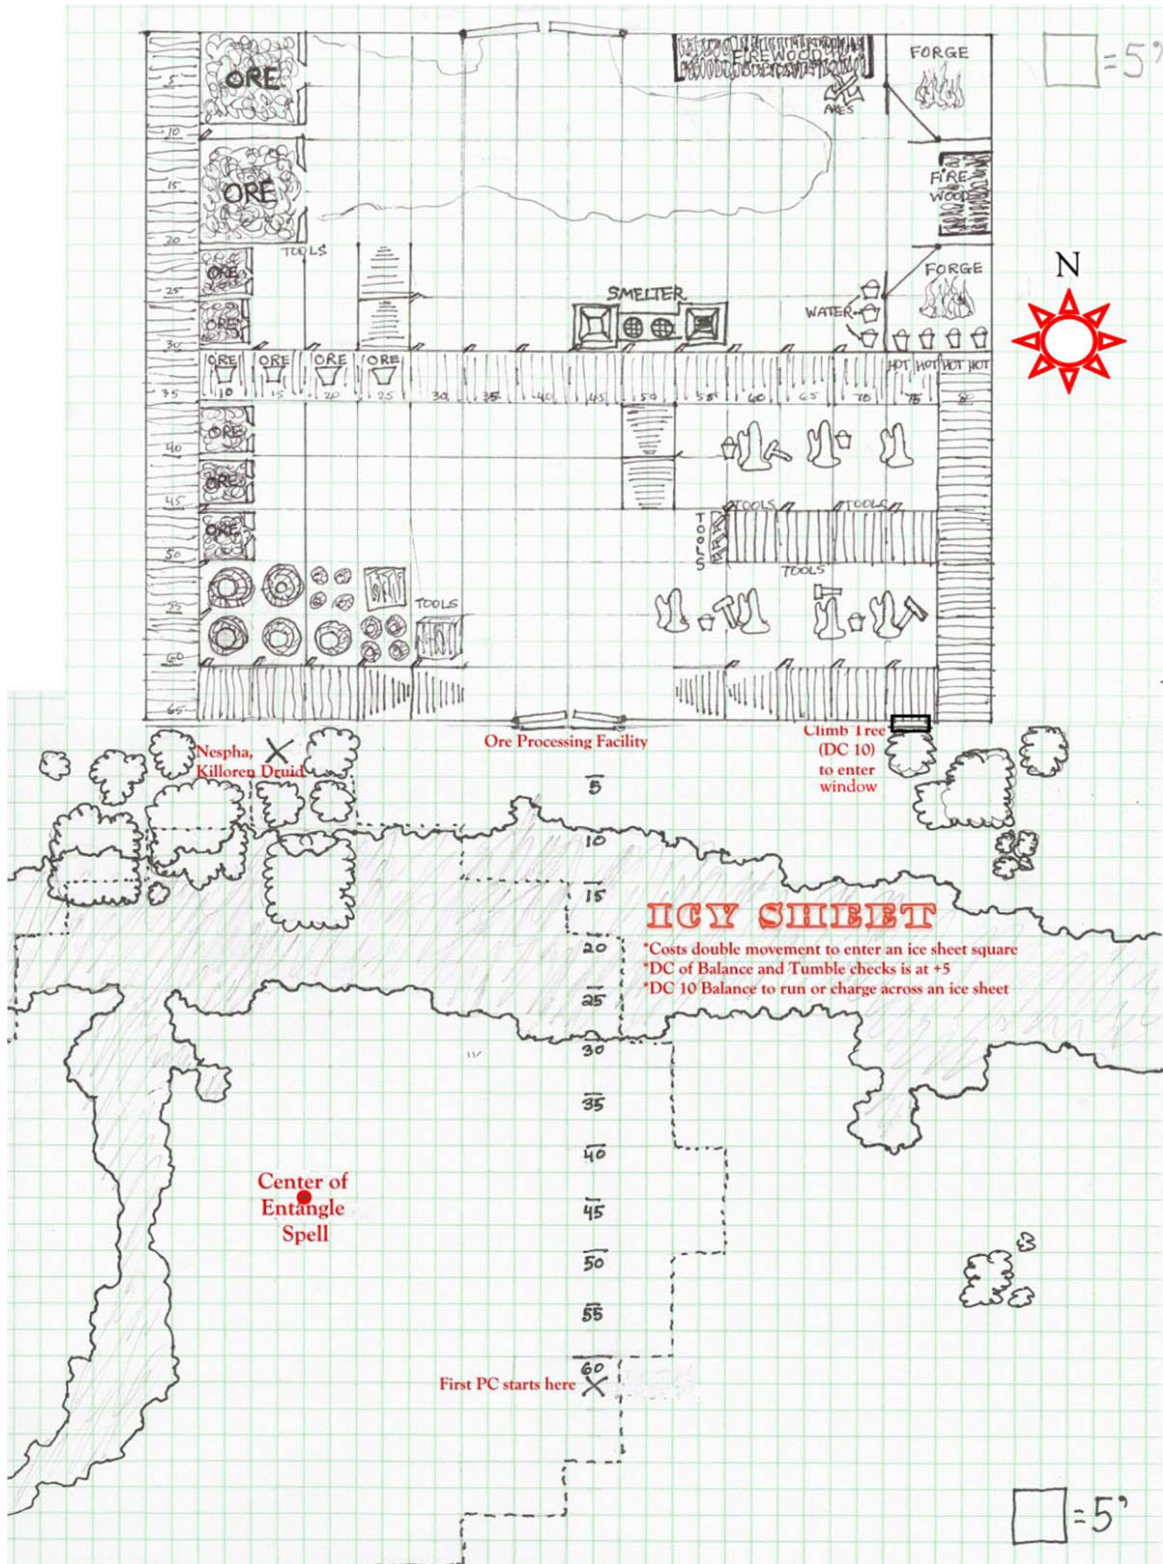 FORGE
= 5'
FIREWOOD
ORE
5
AXES
10
ORE
15
FIRE
WOOD
20
TOOLS
N
ORE
FORGE
25
SMELTER
ORE
WATER
30
ORE ORE ORE ORE
HOT HOT HOT HOT
35 10 15 20 25 30 35 40 45 50 55 60 65 70 75 80
ORE
40
ORE
45
TOOLS TOOLS
TOOLS
ORE
50
TOOLS
TOOLS
60
65
Nespha,
Killoren Druid
Ore Processing Facility
Climb Tree
(DC 10)
to enter
window
5
10
15
ICY SHEET
20
*Costs double movement to enter an ice sheet square
*DC of Balance and Tumble checks is at +5
*DC 10 Balance to run or charge across an ice sheet
25
30
35
40
Center of
Entangle
Spell
45
50
55
60
First PC starts here
= 5'